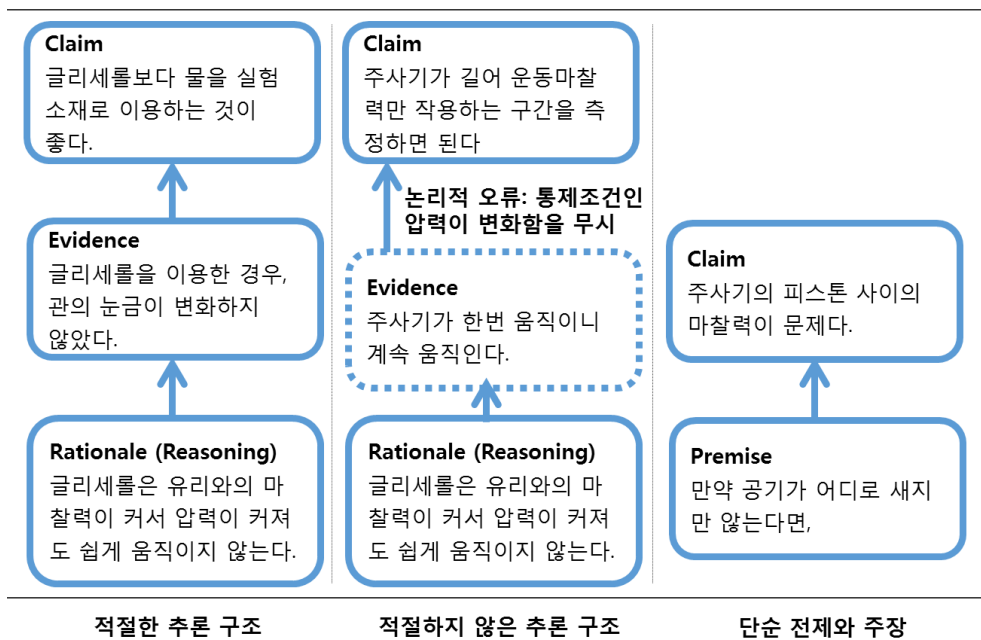 Claim
글리세롤보다 물을 실험
소재로 이용하는 것이
좋다.
Evidence
글리세롤을 이용한 경우,
관의 눈금이 변화하지
않았다.
Rationale (Reasoning)
글리세롤은 유리와의 마
찰력이 커서 압력이 커져
도 쉽게 움직이지 않는다.
적절한 추론 구조
Claim
주사기가 길어 운동마찰
력만 작용하는 구간을 측
정하면 된다
논리적 오류: 통제조건인
압력이 변화함을 무시
Evidence
주사기가 한번 움직이니
계속 움직인다.
Rationale (Reasoning)
글리세롤은 유리와의 마
찰력이 커서 압력이 커져
도 쉽게 움직이지 않는다.
적절하지 않은 추론 구조
Claim
주사기의 피스톤 사이의
마찰력이 문제다.
Premise
만약 공기가 어디로 새지
만 않는다면,
단순 전제와 주장